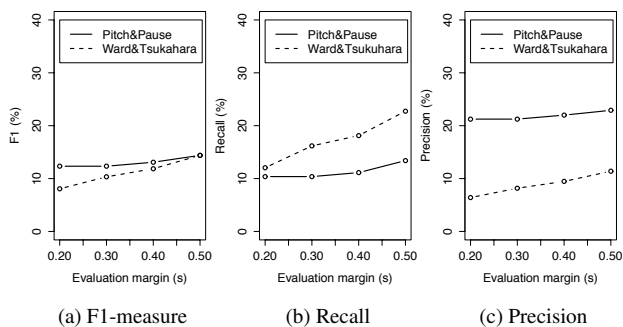 Pitch&Pause
Ward&Tsukahara
F1 (%)
0 10 20 30 40
0.20 0.30 0.40 0.50
Evaluation margin (s)
(a) F1-measure
Pitch&Pause
Ward&Tsukuhara
Recall (%)
0 10 20 30 40
0.20 0.30 0.40 0.50
Evaluation margin (s)
(b) Recall
Pitch&Pause
Ward&Tsukahara
Precision (%)
0 10 20 30 40
0.20 0.30 0.40 0.50
Evaluation margin (s)
(c) Precision